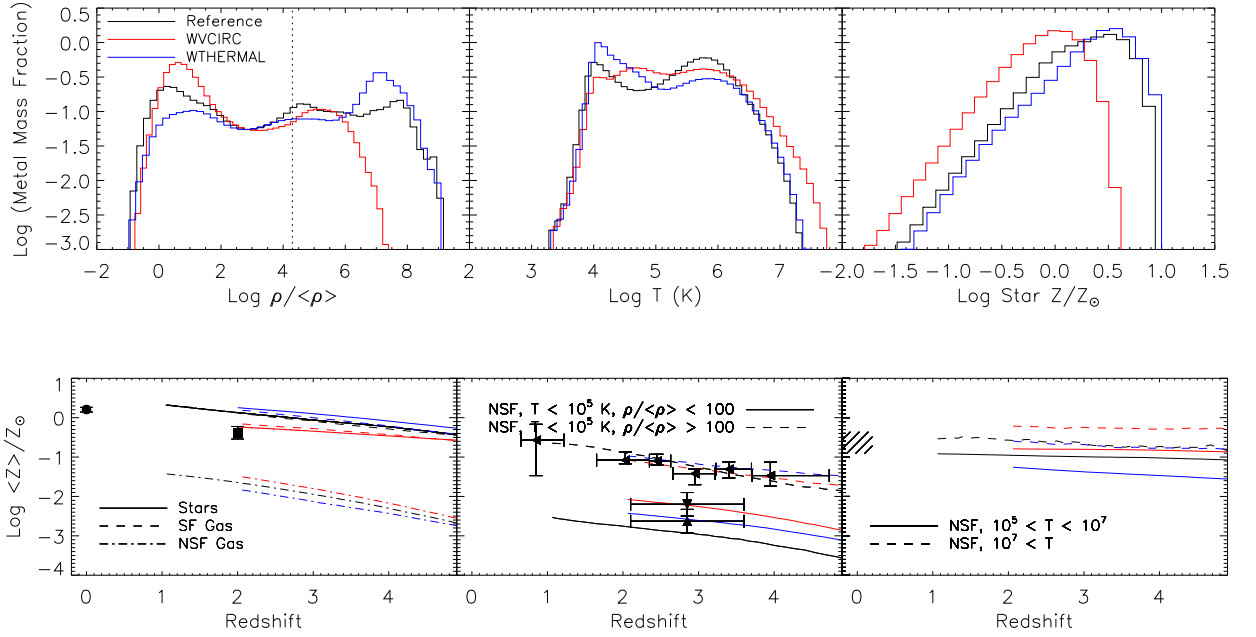 Log (Metal Mass Fraction)
0.5
0.0
-0.5
-1.0
-1.5
-2.0
-2.5
-3.0
Reference
WVCIRC
WTHERMAL
-2 0 2 4 6 8
Log ρ/<ρ>
3 4 5 6 7
Log T (K)
-2.0 -1.5 -1.0 -0.5 0.0 0.5 1.0 1.5
Log Star Z/Z☉
Log <Z>/Z☉
1
0
-1
-2
-3
-4
Stars
SF Gas
NSF Gas
0 1 2 3 4
Redshift
NSF, T < 10⁵ K, ρ/<ρ> < 100
NSF, T < 10⁵ K, ρ/<ρ> > 100
0 1 2 3 4
Redshift
NSF, 10⁵ < T < 10⁷
NSF, 10⁷ < T
0 1 2 3 4
Redshift